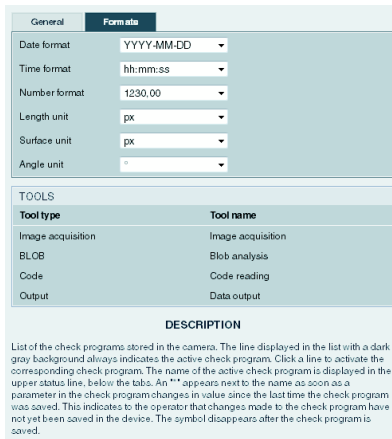 General Formats
Date format YYYY-MM-DD
Time format hh:mm:ss
Number format 1230,00
Length unit px
Surface unit px
Angle unit °
TOOLS
Tool type Tool name
Image acquisition Image acquisition
BLOB Blob analysis
Code Code reading
Output Data output
DESCRIPTION
List of the check programs stored in the camera. The line displayed in the list with a dark
gray background always indicates the active check program. Click a line to activate the
corresponding check program. The name of the active check program is displayed in the
upper status line, below the tabs. An "*" appears next to the name as soon as a
parameter in the check program changes in value since the last time the check program
was saved. This indicates to the operator that changes made to the check program have
not yet been saved in the device. The symbol disappears after the check program is
saved.